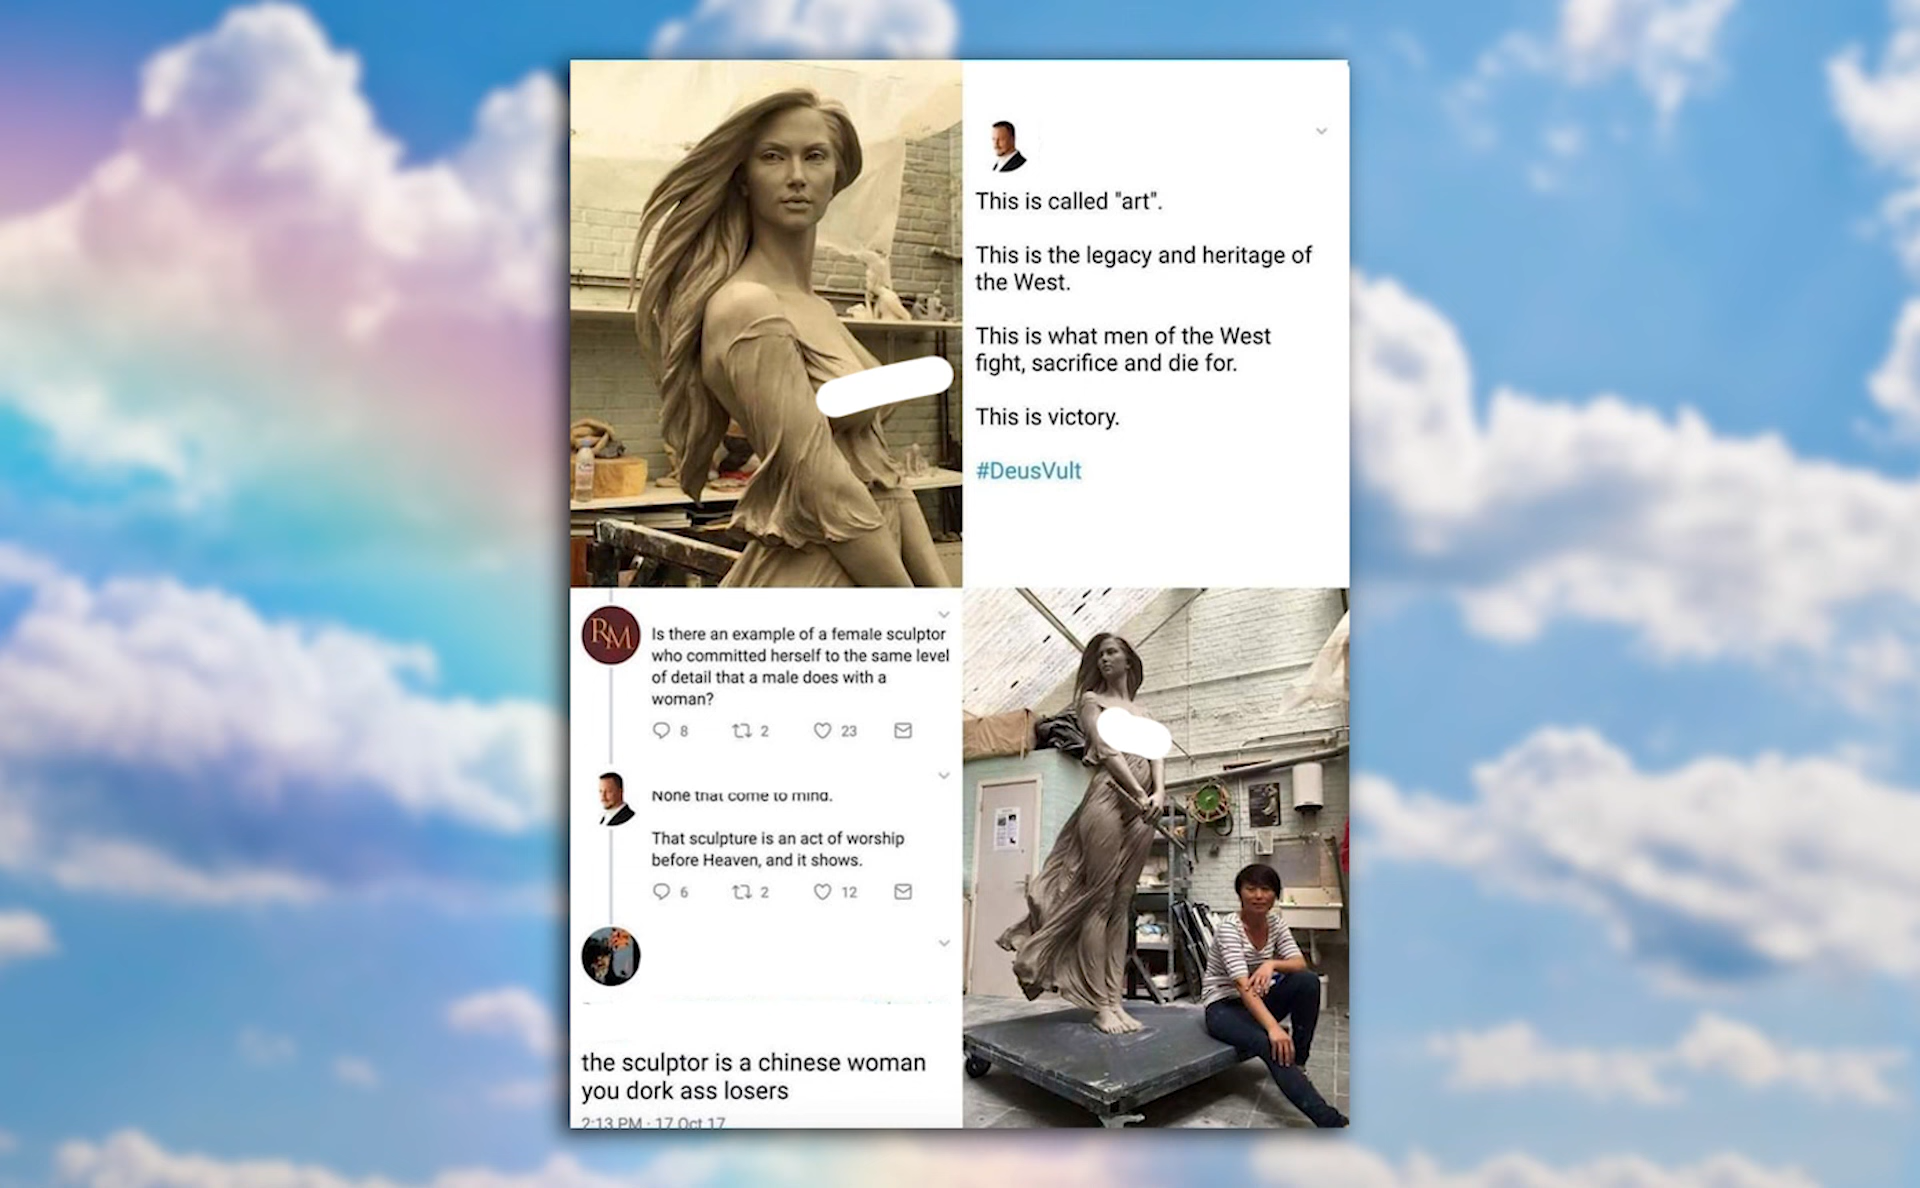 This is called "art".
This is the legacy and heritage of
the West.
This is what men of the West
fight, sacrifice and die for.
This is victory.
#DeusVult
RM
Is there an example of a female sculptor
who committed herself to the same level
of detail that a male does with a
woman?
8 2 23
None that come to mind.
That sculpture is an act of worship
before Heaven, and it shows.
6 2 12
the sculptor is a chinese woman
you dork ass losers
2:13 PM · 17 Oct 17